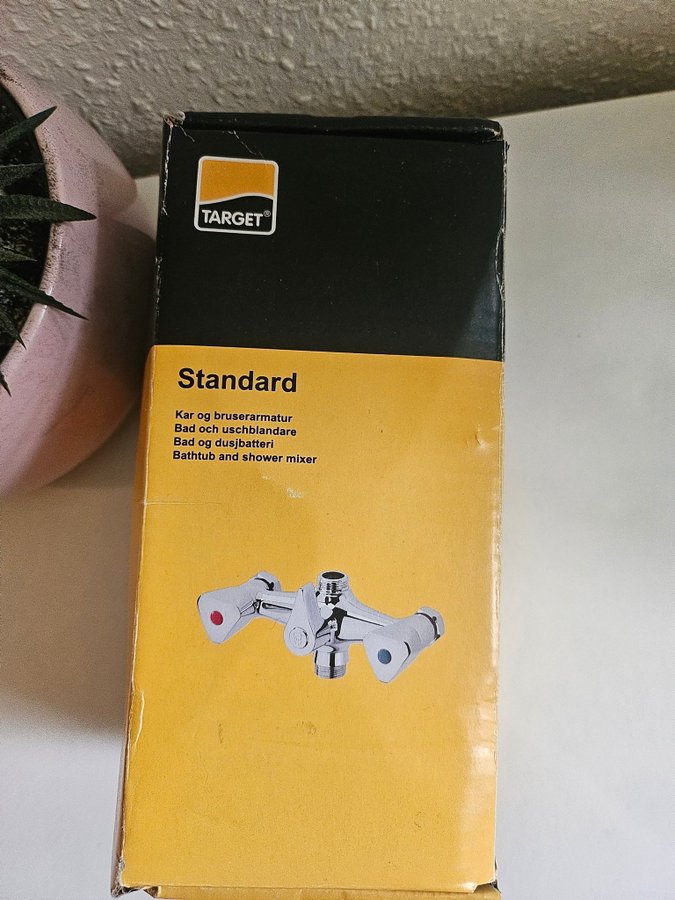 TARGET®
Standard
Kar og bruserarmatur
Bad och uschblandare
Bad og dusjbatteri
Bathtub and shower mixer